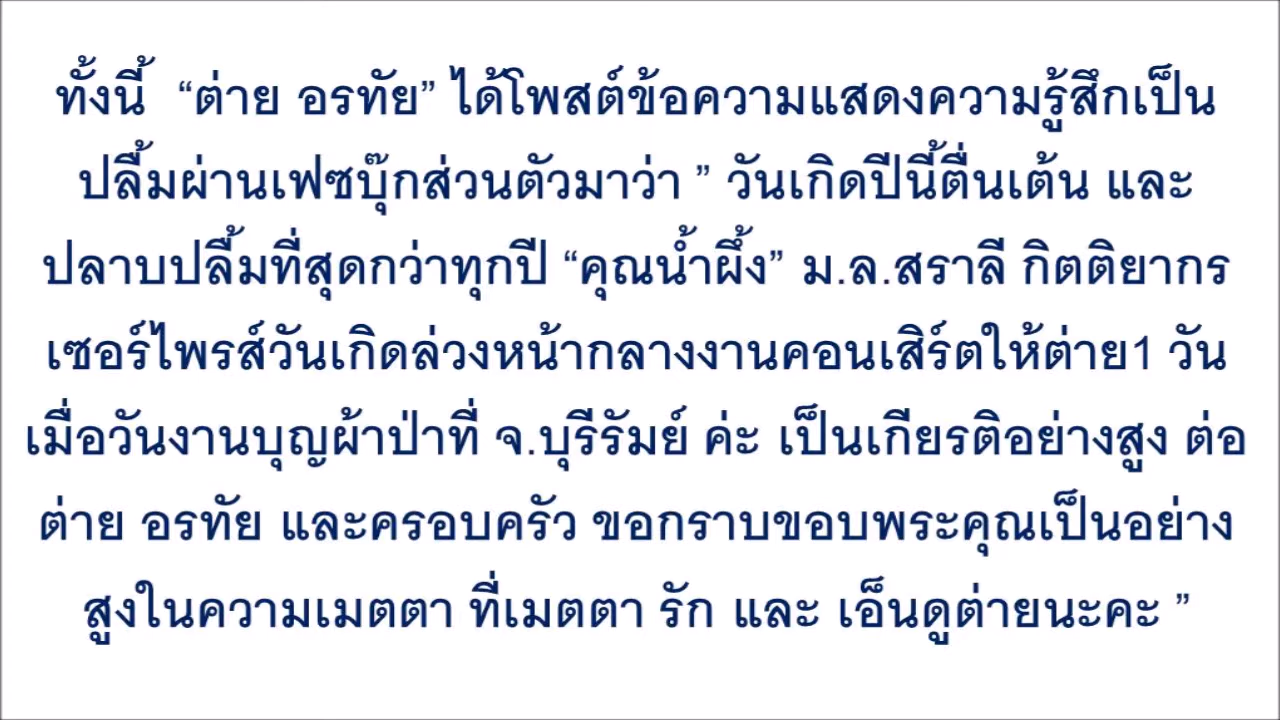 ทั้งนี้ “ต่าย อรทัย” ได้โพสต์ข้อความแสดงความรู้สึกเป็น
ปลื้มผ่านเฟซบุ๊กส่วนตัวมาว่า ” วันเกิดปีนี้ตื่นเต้น และ
ปลาบปลื้มที่สุดกว่าทุกปี “คุณน้ำผึ้ง” ม.ล.สราลี กิตติยากร
เซอร์ไพรส์วันเกิดล่วงหน้ากลางงานคอนเสิร์ตให้ต่าย1 วัน
เมื่อวันงานบุญผ้าป่าที่ จ.บุรีรัมย์ ค่ะ เป็นเกียรติอย่างสูง ต่อ
ต่าย อรทัย และครอบครัว ขอกราบขอบพระคุณเป็นอย่าง
สูงในความเมตตา ที่เมตตา รัก และ เอ็นดูต่ายนะคะ ”